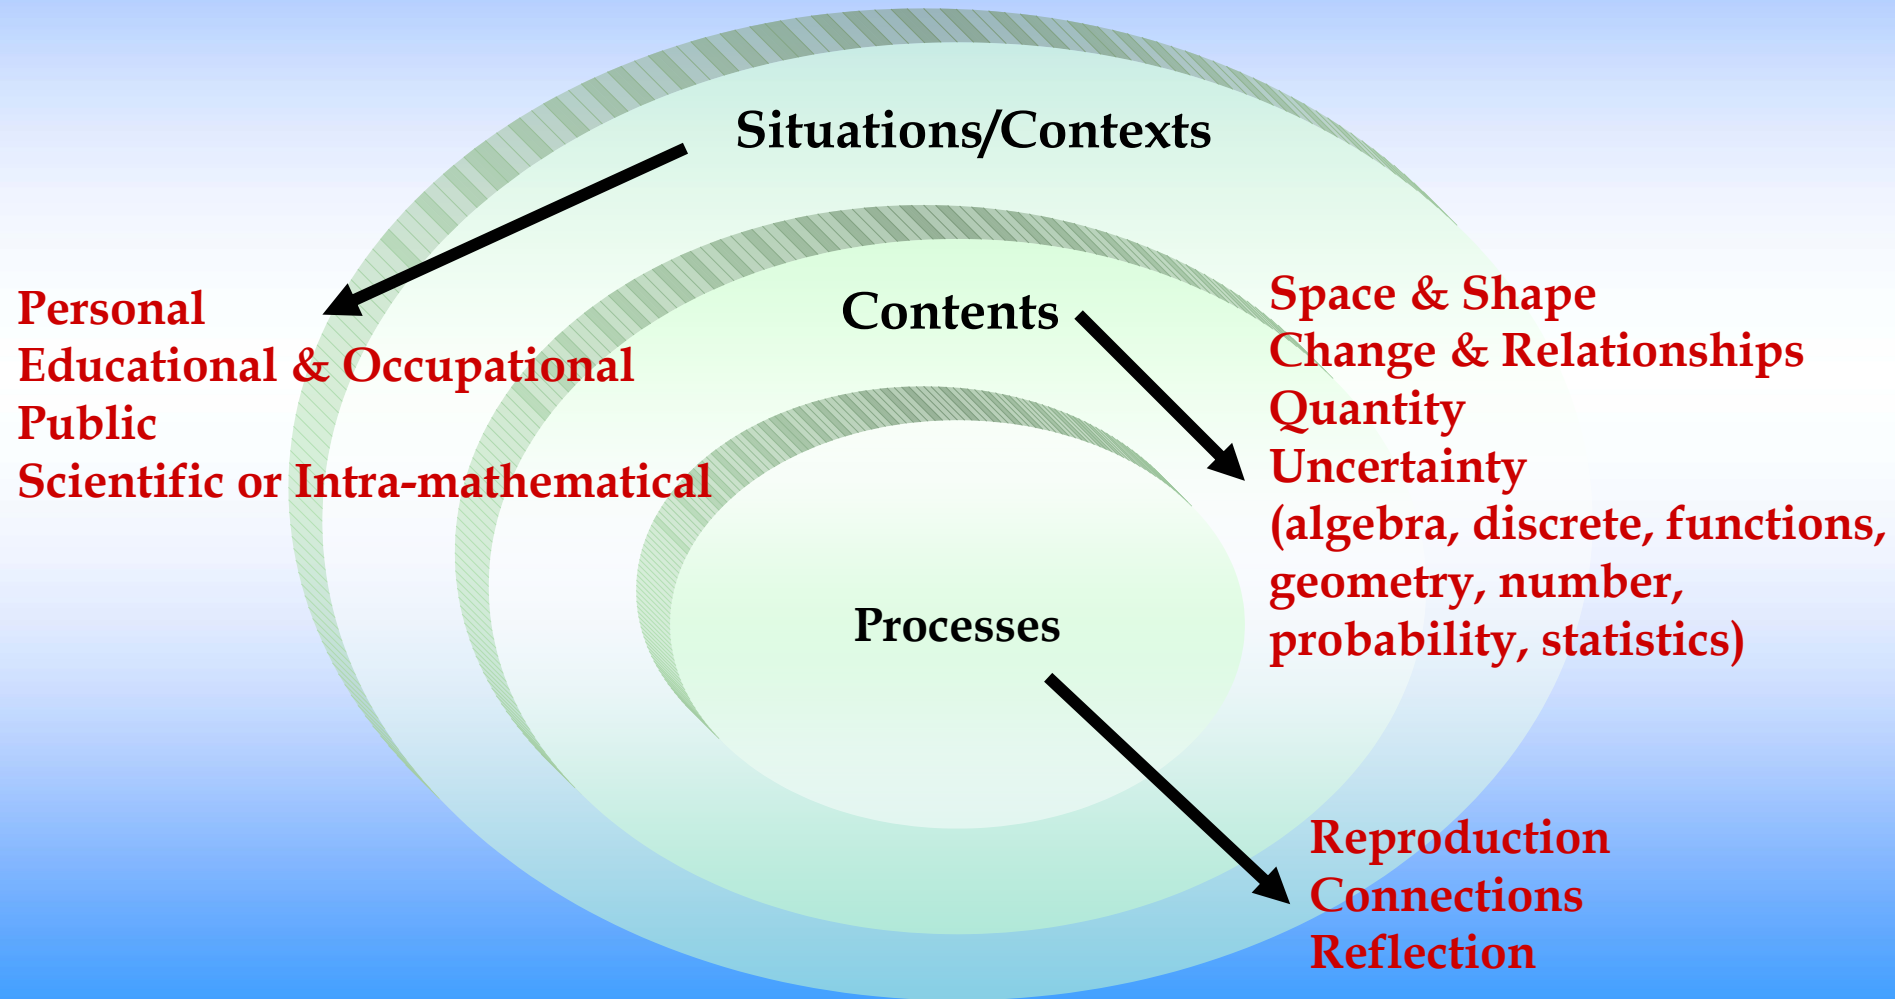 Situations/Contexts
Personal
Educational & Occupational
Public
Scientific or Intra-mathematical
Contents
Space & Shape
Change & Relationships
Quantity
Uncertainty
(algebra, discrete, functions,
geometry, number,
probability, statistics)
Processes
Reproduction
Connections
Reflection